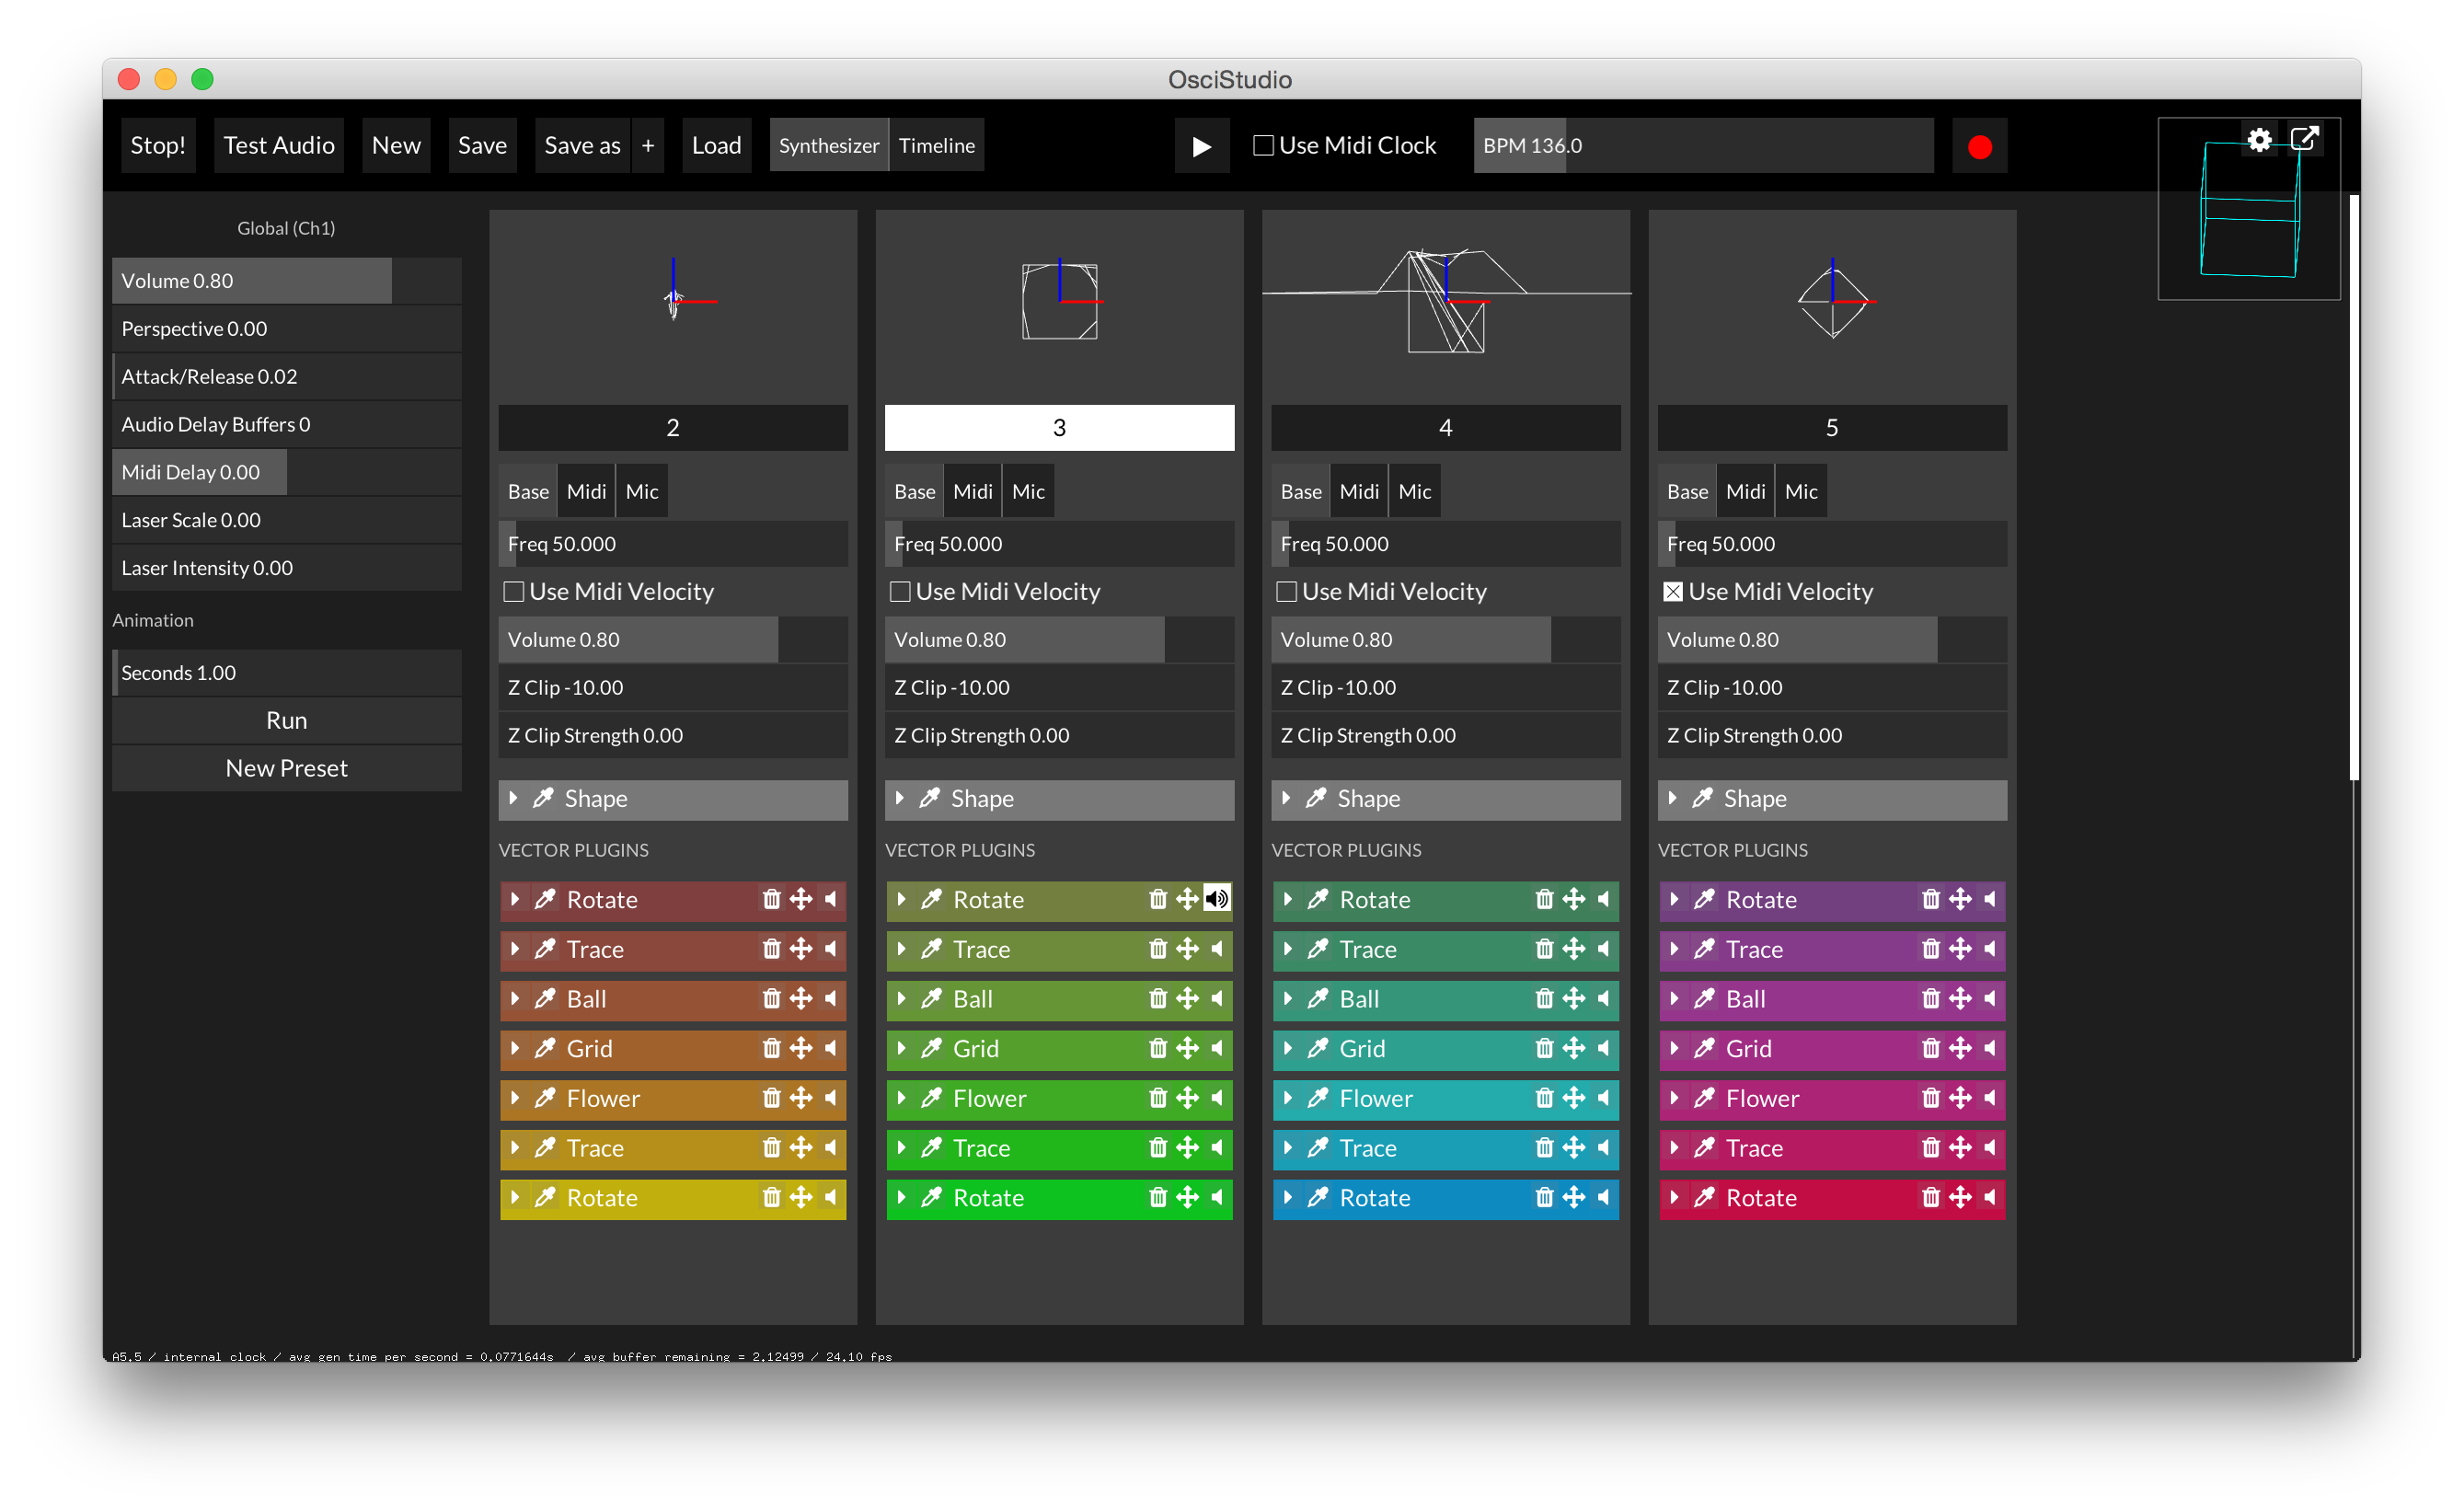 OsciStudio
Stop! Test Audio New Save Save as + Load Synthesizer Timeline Use Midi Clock BPM 136.0
Global (Ch1)
Volume 0.80
Perspective 0.00
Attack/Release 0.02
Audio Delay Buffers 0
Midi Delay 0.00
Laser Scale 0.00
Laser Intensity 0.00
Animation
Seconds 1.00
Run
New Preset
2
Base Midi Mic
Freq 50.000
Use Midi Velocity
Volume 0.80
Z Clip -10.00
Z Clip Strength 0.00
Shape
VECTOR PLUGINS
Rotate
Trace
Ball
Grid
Flower
Trace
Rotate
3
Base Midi Mic
Freq 50.000
Use Midi Velocity
Volume 0.80
Z Clip -10.00
Z Clip Strength 0.00
Shape
VECTOR PLUGINS
Rotate
Trace
Ball
Grid
Flower
Trace
Rotate
4
Base Midi Mic
Freq 50.000
Use Midi Velocity
Volume 0.80
Z Clip -10.00
Z Clip Strength 0.00
Shape
VECTOR PLUGINS
Rotate
Trace
Ball
Grid
Flower
Trace
Rotate
5
Base Midi Mic
Freq 50.000
Use Midi Velocity
Volume 0.80
Z Clip -10.00
Z Clip Strength 0.00
Shape
VECTOR PLUGINS
Rotate
Trace
Ball
Grid
Flower
Trace
Rotate
A5.5 / internal clock / avg gen time per second = 0.0771644s / avg buffer remaining = 2.12499 / 24.10 fps